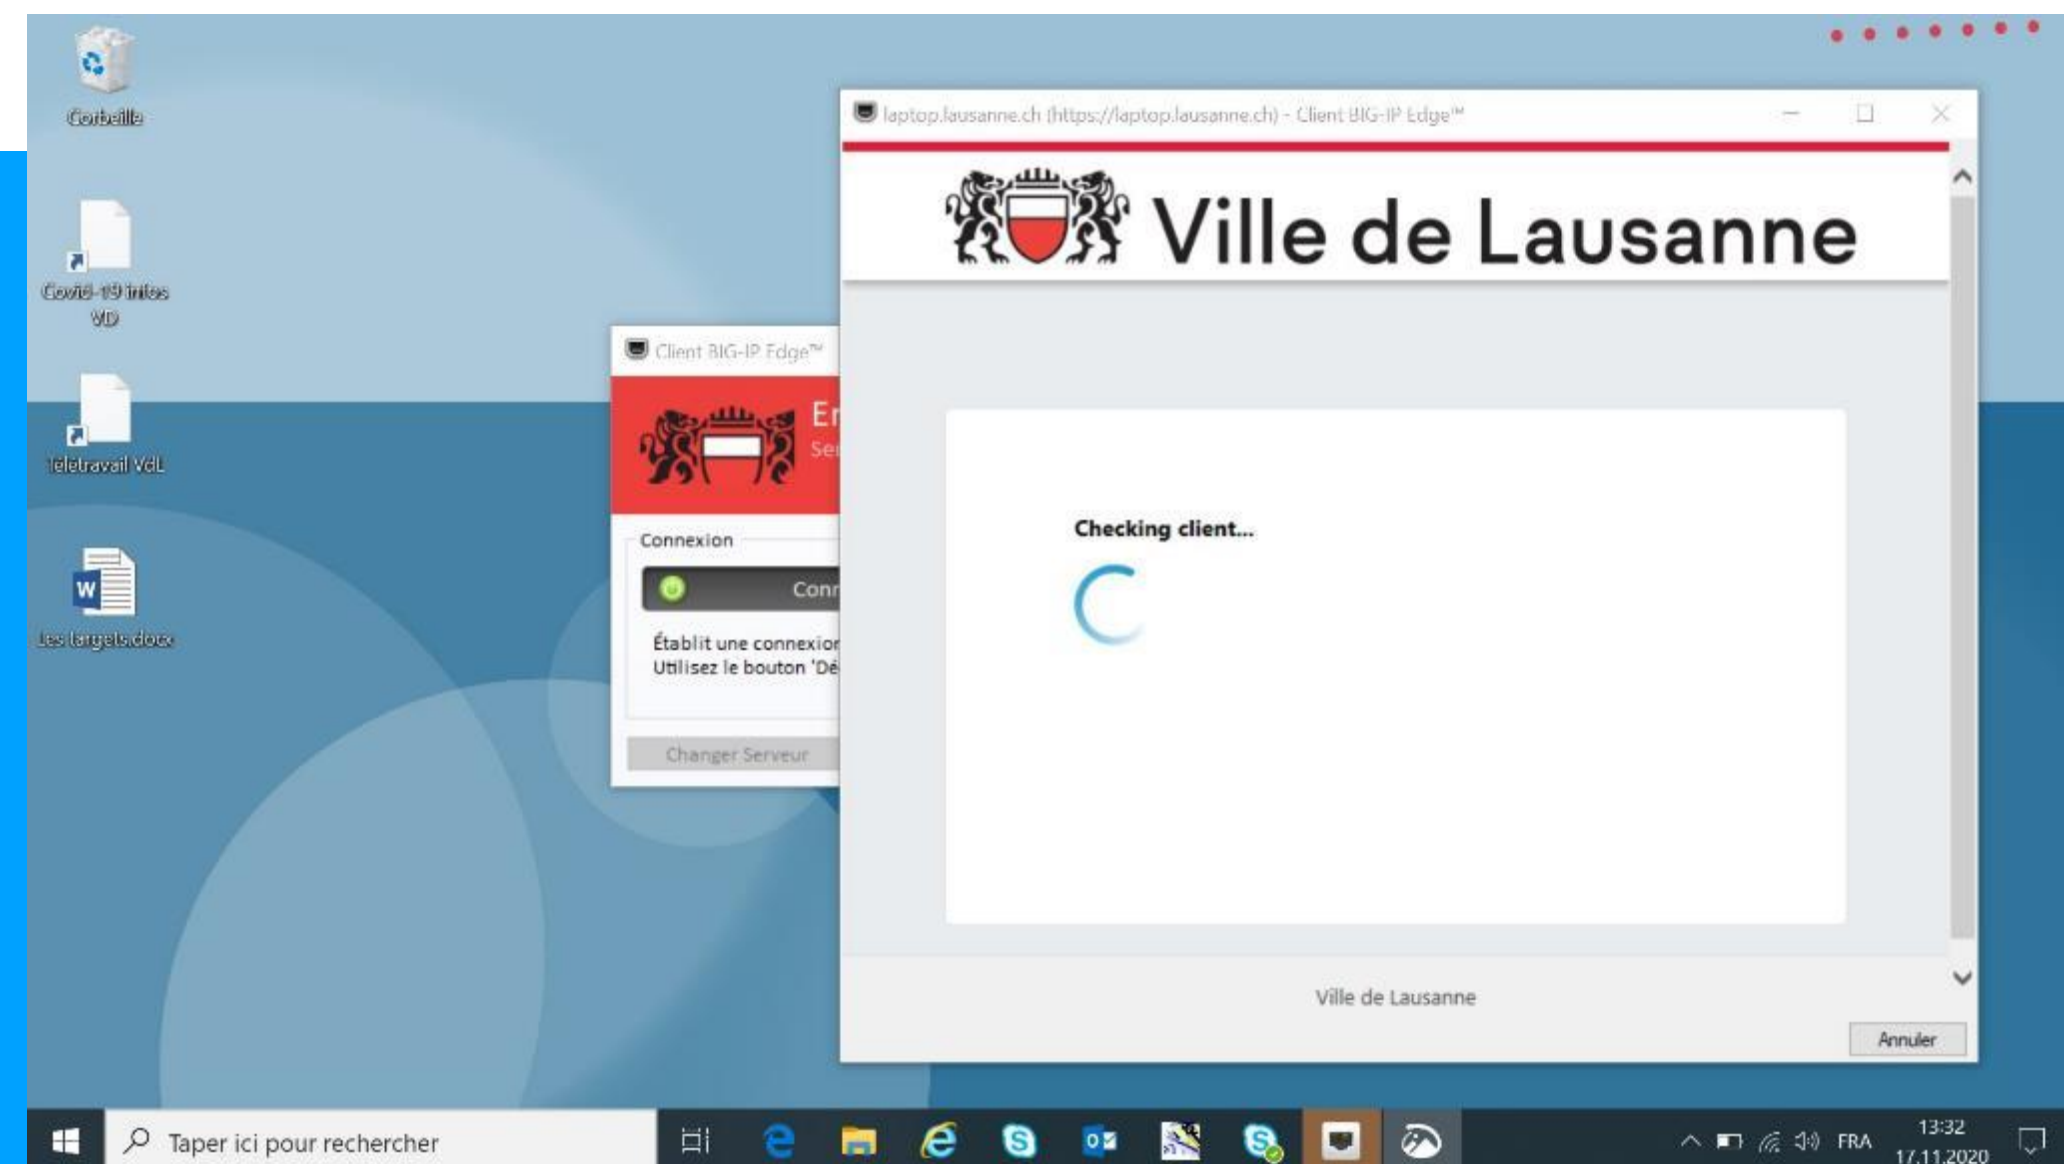 Corbeille
Covid-19 infos
VD
Télétravail VdL
les targets.docx
laptop.lausanne.ch (https://laptop.lausanne.ch) - Client BIG-IP Edge™
Ville de Lausanne
Client BIG-IP Edge™
Connexion
Établit une connexion
Utilisez le bouton 'Dé
Changer Serveur
Checking client...
Ville de Lausanne
Annuler
Taper ici pour rechercher
FRA
13:32
17.11.2020